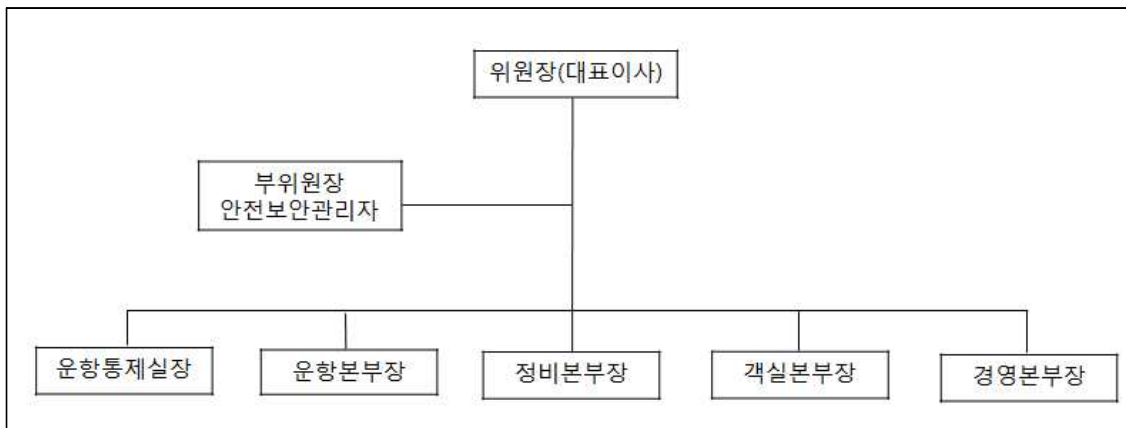 위원장(대표이사)
부위원장
안전보안관리자
운항통제실장
운항본부장
정비본부장
객실본부장
경영본부장